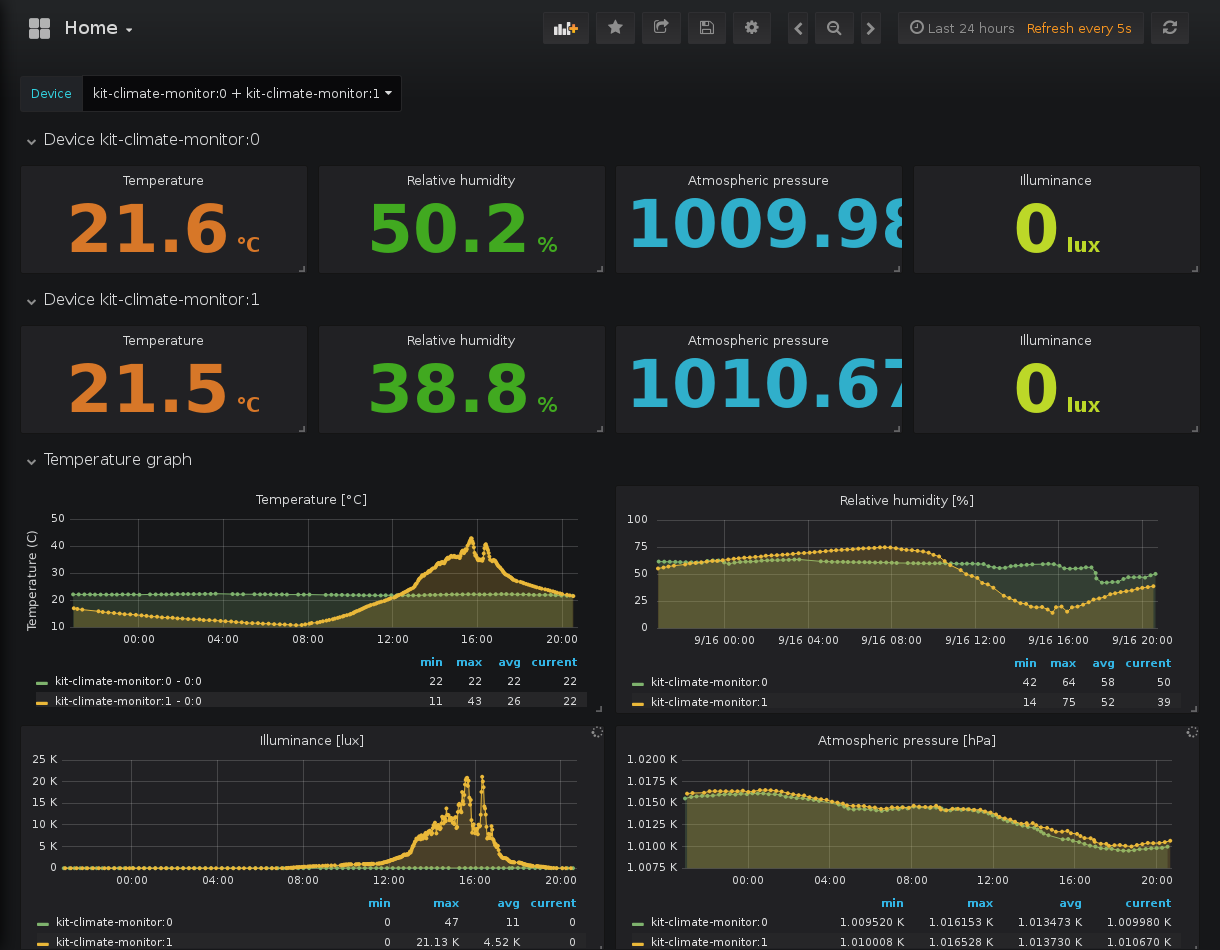 Home
Last 24 hours Refresh every 5s
Device kit-climate-monitor:0 + kit-climate-monitor:1
Device kit-climate-monitor:0
Temperature Relative humidity Atmospheric pressure Illuminance
21.6 °C 50.2 % 1009.98 0 lux
Device kit-climate-monitor:1
Temperature Relative humidity Atmospheric pressure Illuminance
21.5 °C 38.8 % 1010.67 0 lux
Temperature graph
Temperature [°C]
Temperature (C)
50
40
30
20
10
00:00 04:00 08:00 12:00 16:00 20:00
min max avg current
kit-climate-monitor:0 - 0:0 22 22 22 22
kit-climate-monitor:1 - 0:0 11 43 26 22
Relative humidity [%]
100
75
50
25
0
9/16 00:00 9/16 04:00 9/16 08:00 9/16 12:00 9/16 16:00 9/16 20:00
min max avg current
kit-climate-monitor:0 42 64 58 50
kit-climate-monitor:1 14 75 52 39
Illuminance [lux]
25 K
20 K
15 K
10 K
5 K
0
00:00 04:00 08:00 12:00 16:00 20:00
min max avg current
kit-climate-monitor:0 0 47 11 0
kit-climate-monitor:1 0 21.13 K 4.52 K 0
Atmospheric pressure [hPa]
1.0200 K
1.0175 K
1.0150 K
1.0125 K
1.0100 K
1.0075 K
00:00 04:00 08:00 12:00 16:00 20:00
min max avg current
kit-climate-monitor:0 1.009520 K 1.016153 K 1.013473 K 1.009980 K
kit-climate-monitor:1 1.010008 K 1.016528 K 1.013730 K 1.010670 K